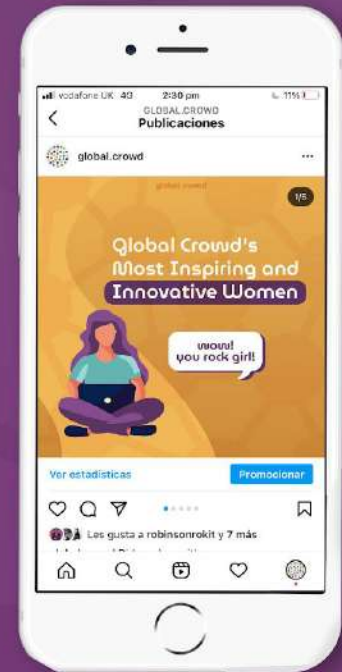 vodafone UK 4G 2:30 pm 11%
GLOBAL.CROWD
Publicaciones
global.crowd
global crowd
1/5
Global Crowd's
Most Inspiring and
Innovative Women
wow!
you rock girl!
Ver estadísticas
Promocionar
Les gusta a robinsonrokit y 7 más